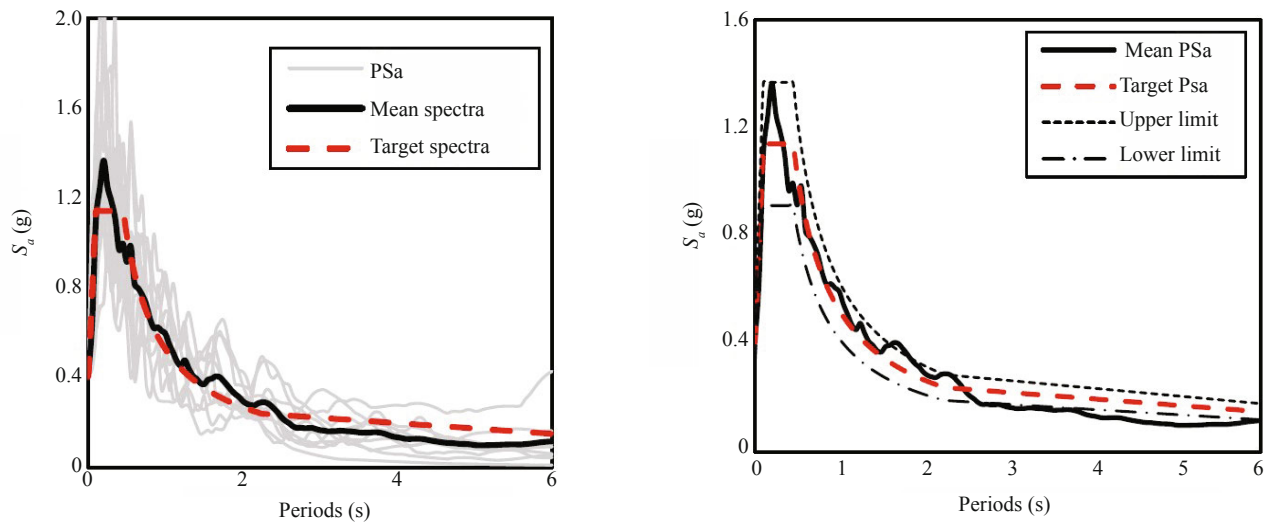 2.0
1.6
1.2
0.8
0.4
0
S_a (g)
PSa
Mean spectra
Target spectra
0
2
4
6
Periods (s)
1.6
1.2
0.8
0.4
0
S_a (g)
Mean PSa
Target Psa
Upper limit
Lower limit
0
1
2
3
4
5
6
Periods (s)